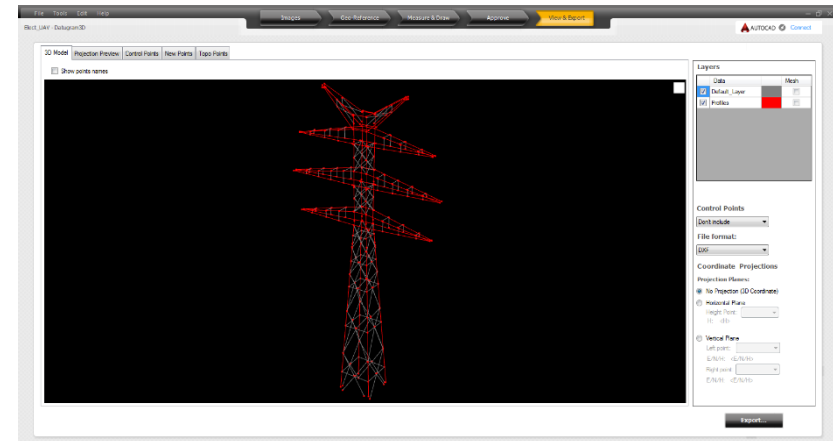 File Tools Edit Help
Images Geo Reference Measure & Draw Approve View & Export
Elect_UAV - Datugram3D
AUTOCAD Connect
3D Model Projection Preview Control Points New Points Topo Points
Show points names
Layers
Data Mesh
Default_Layer
Profiles
Control Points
Don't include
File format:
DXF
Coordinate Projections
Projection Planes:
No Projection (3D Coordinate)
Horizontal Plane
Height Point:
H: <H>
Vertical Plane
Left point:
E/N/H: <E/N/H>
Right point:
E/N/H: <E/N/H>
Export...